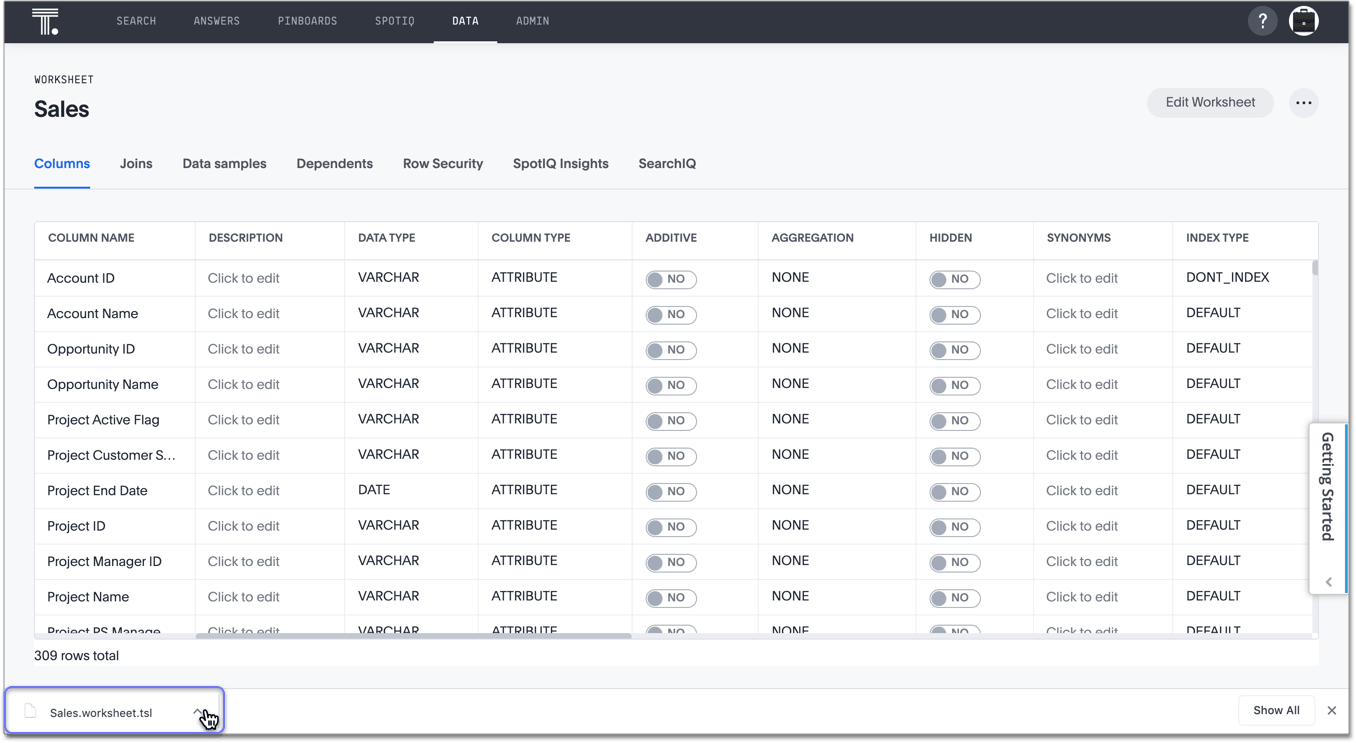 SEARCH ANSWERS PINBOARDS SPOTIQ DATA ADMIN ?
WORKSHEET
Sales
Edit Worksheet ...
Columns Joins Data samples Dependents Row Security SpotIQ Insights SearchIQ
COLUMN NAME DESCRIPTION DATA TYPE COLUMN TYPE ADDITIVE AGGREGATION HIDDEN SYNONYMS INDEX TYPE
Account ID Click to edit VARCHAR ATTRIBUTE NO NONE NO Click to edit DONT_INDEX
Account Name Click to edit VARCHAR ATTRIBUTE NO NONE NO Click to edit DEFAULT
Opportunity ID Click to edit VARCHAR ATTRIBUTE NO NONE NO Click to edit DEFAULT
Opportunity Name Click to edit VARCHAR ATTRIBUTE NO NONE NO Click to edit DEFAULT
Project Active Flag Click to edit VARCHAR ATTRIBUTE NO NONE NO Click to edit DEFAULT
Project Customer S... Click to edit VARCHAR ATTRIBUTE NO NONE NO Click to edit DEFAULT
Project End Date Click to edit DATE ATTRIBUTE NO NONE NO Click to edit DEFAULT
Project ID Click to edit VARCHAR ATTRIBUTE NO NONE NO Click to edit DEFAULT
Project Manager ID Click to edit VARCHAR ATTRIBUTE NO NONE NO Click to edit DEFAULT
Project Name Click to edit VARCHAR ATTRIBUTE NO NONE NO Click to edit DEFAULT
Project PS Manage Click to edit VARCHAR ATTRIBUTE NO NONE NO Click to edit DEFAULT
Getting Started
309 rows total
Sales.worksheet.tsl
Show All